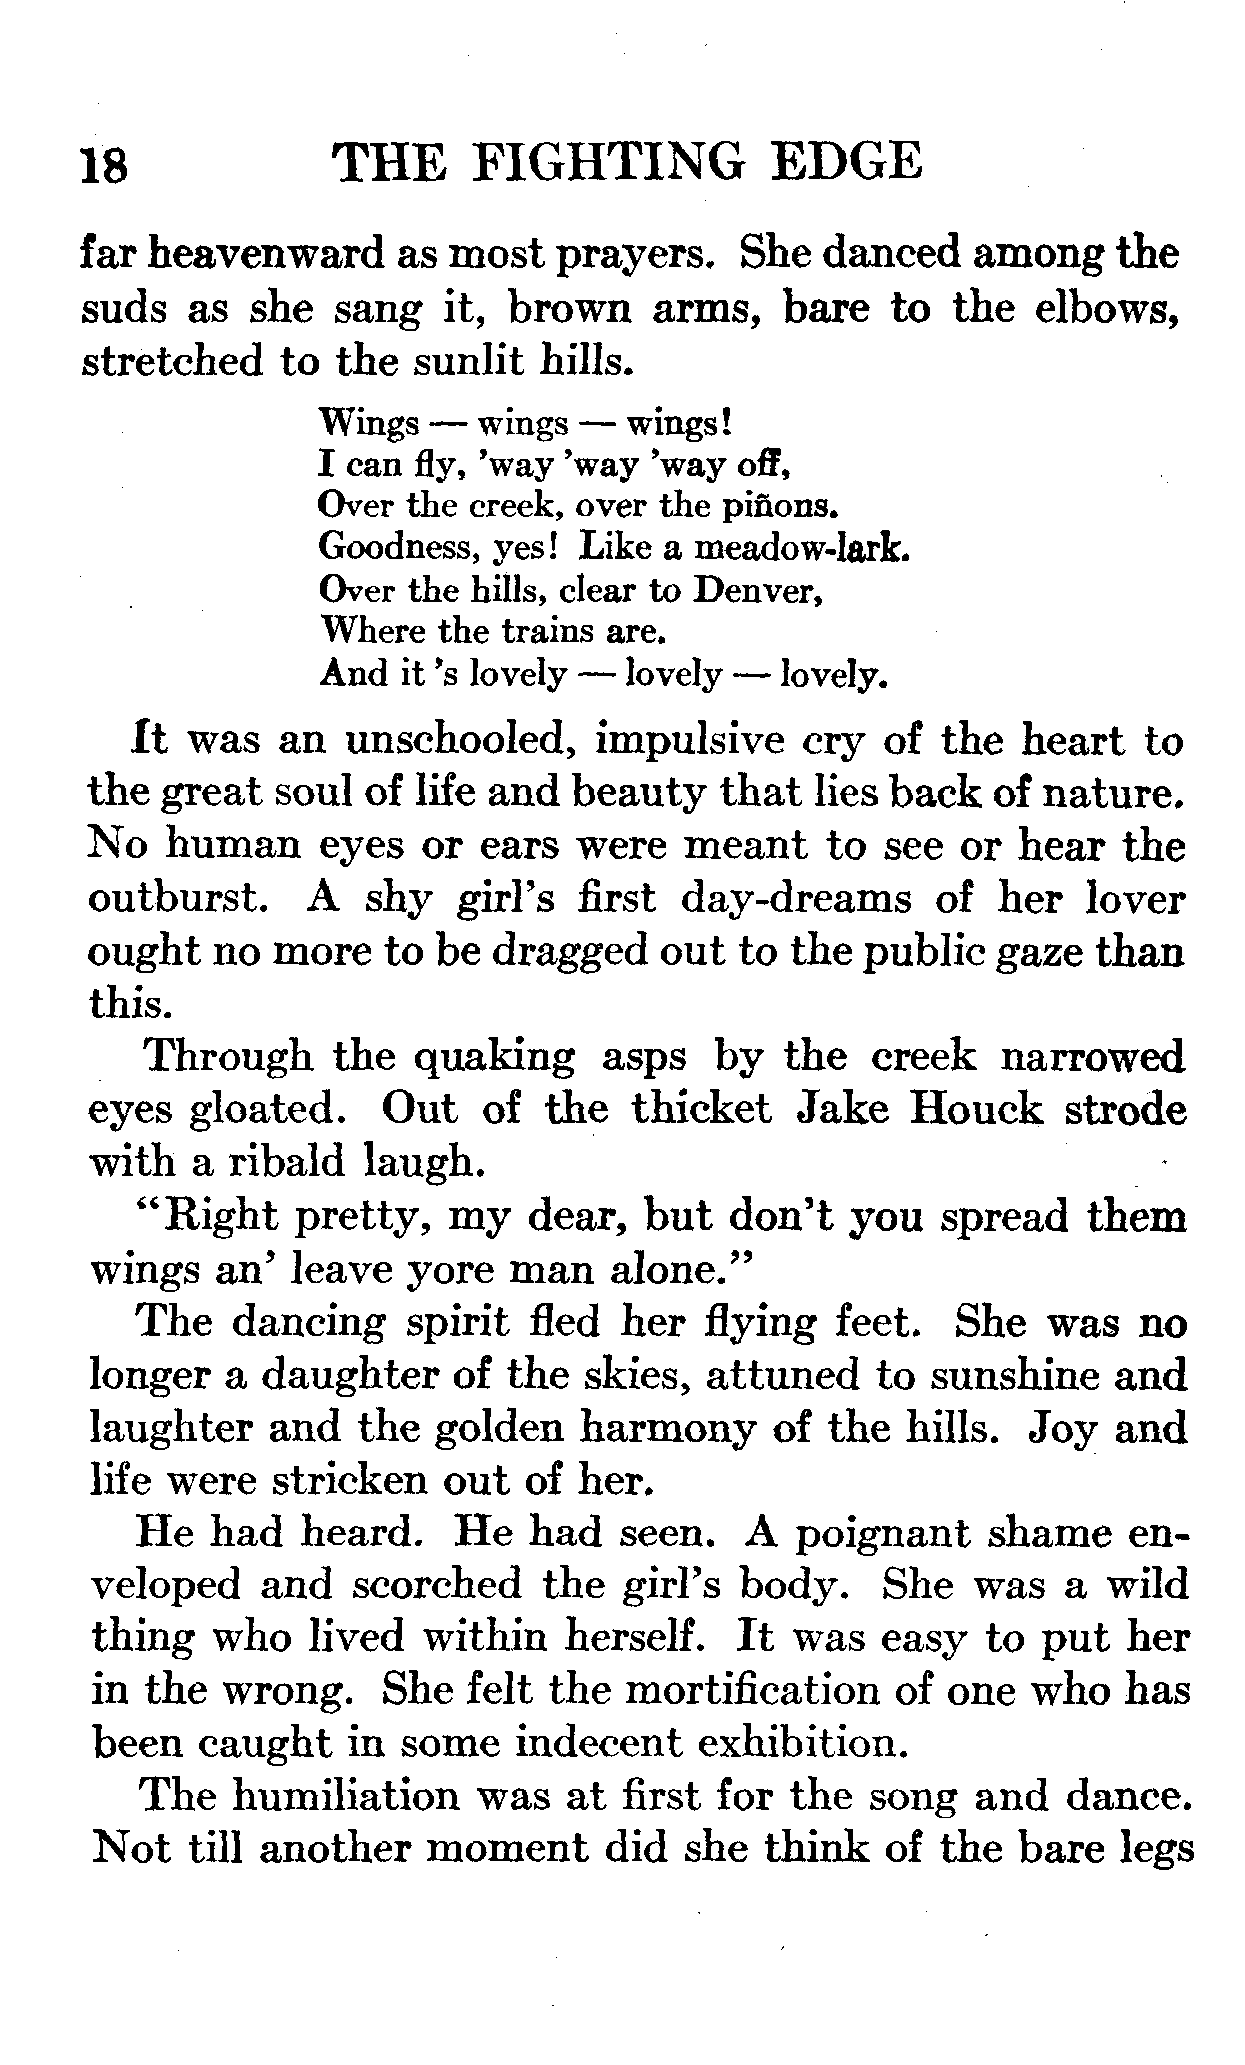 18 THE FIGHTING EDGE
far heavenward as most prayers. She danced among the
suds as she sang it, brown arms, bare to the elbows,
stretched to the sunlit hills.
Wings — wings — wings!
I can fly, 'way 'way 'way off,
Over the creek, over the piñons.
Goodness, yes! Like a meadow-lark.
Over the hills, clear to Denver,
Where the trains are.
And it 's lovely — lovely — lovely.
It was an unschooled, impulsive cry of the heart to
the great soul of life and beauty that lies back of nature.
No human eyes or ears were meant to see or hear the
outburst. A shy girl's first day-dreams of her lover
ought no more to be dragged out to the public gaze than
this.
Through the quaking asps by the creek narrowed
eyes gloated. Out of the thicket Jake Houck strode
with a ribald laugh.
"Right pretty, my dear, but don't you spread them
wings an' leave yore man alone."
The dancing spirit fled her flying feet. She was no
longer a daughter of the skies, attuned to sunshine and
laughter and the golden harmony of the hills. Joy and
life were stricken out of her.
He had heard. He had seen. A poignant shame en-
veloped and scorched the girl's body. She was a wild
thing who lived within herself. It was easy to put her
in the wrong. She felt the mortification of one who has
been caught in some indecent exhibition.
The humiliation was at first for the song and dance.
Not till another moment did she think of the bare legs